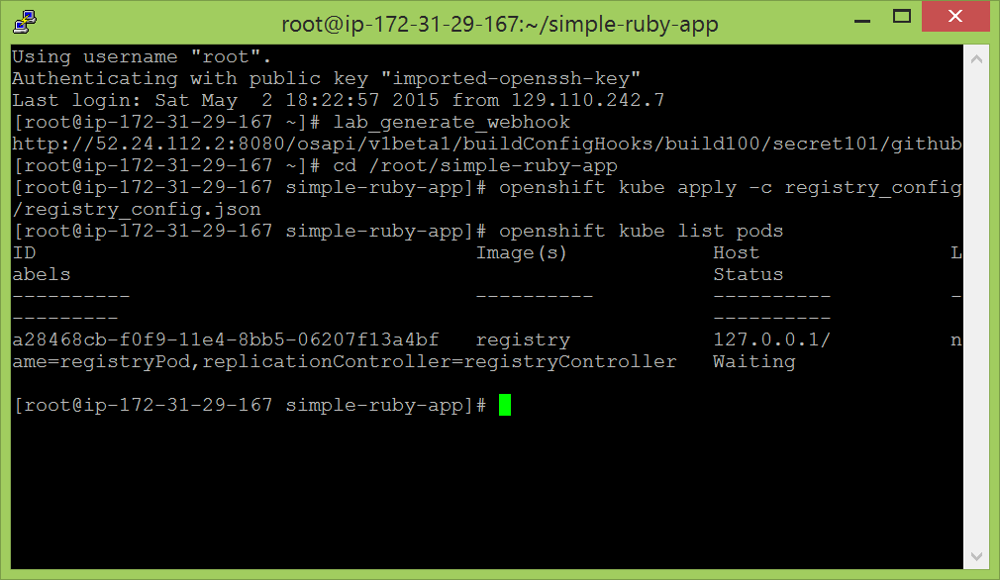 root@ip-172-31-29-167:~/simple-ruby-app
Using username "root".
Authenticating with public key "imported-openssh-key"
Last login: Sat May  2 18:22:57 2015 from 129.110.242.7
[root@ip-172-31-29-167 ~]# lab_generate_webhook
http://52.24.112.2:8080/osapi/v1beta1/buildConfigHooks/build100/secret101/github
[root@ip-172-31-29-167 ~]# cd /root/simple-ruby-app
[root@ip-172-31-29-167 simple-ruby-app]# openshift kube apply -c registry_config
/registry_config.json
[root@ip-172-31-29-167 simple-ruby-app]# openshift kube list pods
ID                                     Image(s)            Host                L
abels                                                      Status
----------                             ----------          ----------          -
---------                                                  ----------
a28468cb-f0f9-11e4-8bb5-06207f13a4bf   registry            127.0.0.1/          n
ame=registryPod,replicationController=registryController   Waiting
[root@ip-172-31-29-167 simple-ruby-app]#